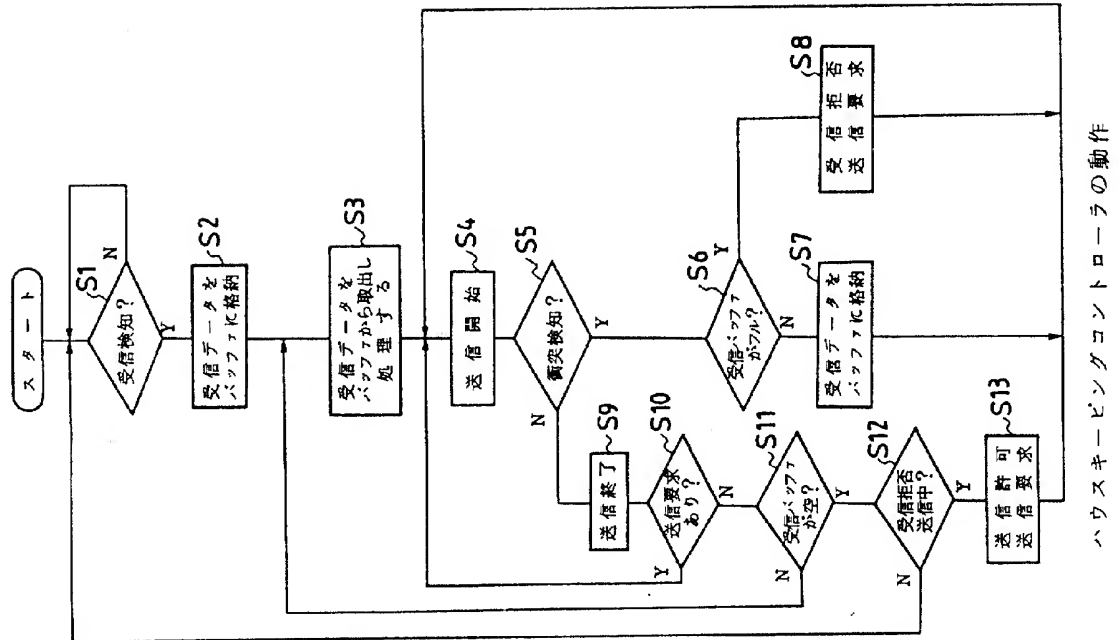 スタート
S1
受信検知?
N
Y
S2
受信データを
バッファに格納
S3
受信データを
バッファから取出し
処理する
S4
送信開始
S5
衝突検知?
N
Y
S9
送信終了
S10
送信要求
あり?
Y
N
S11
受信バッファ
が空?
N
Y
S12
受信拒否
送信中?
N
Y
S13
送信許可
送信要求
S6
受信バッファ
がフル?
Y
N
S7
受信データを
バッファに格納
S8
受信拒否
送信要求
ハウスキーピングコントローラの動作